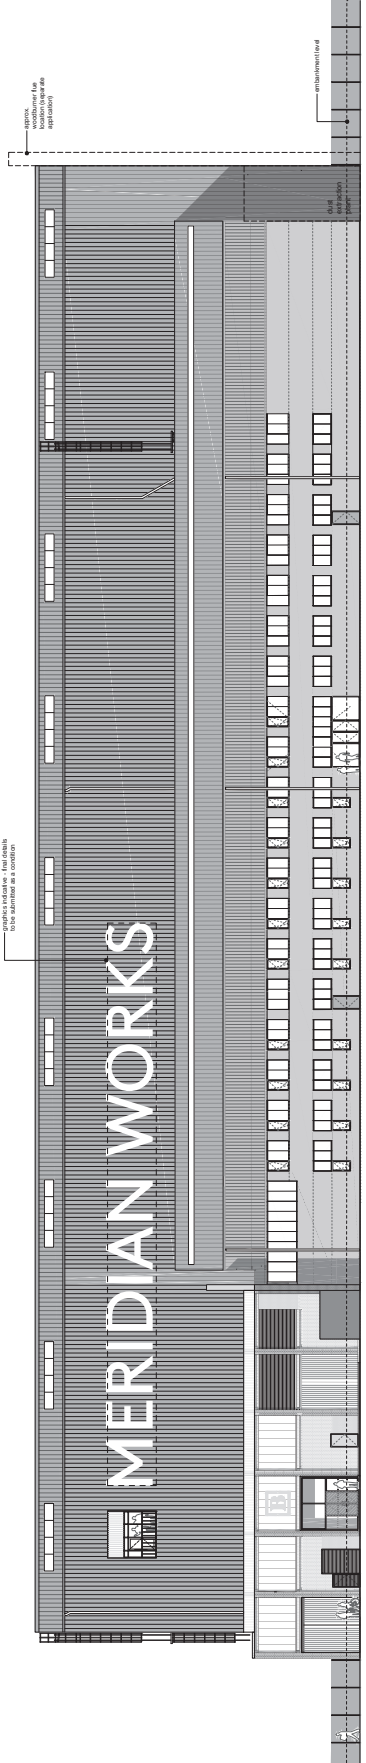 approx.
woodburner flue
location (separate
application)
embankment level
dust
extraction
plant
graphics indicative - final details
to be submitted as a condition
MERIDIAN WORKS
B